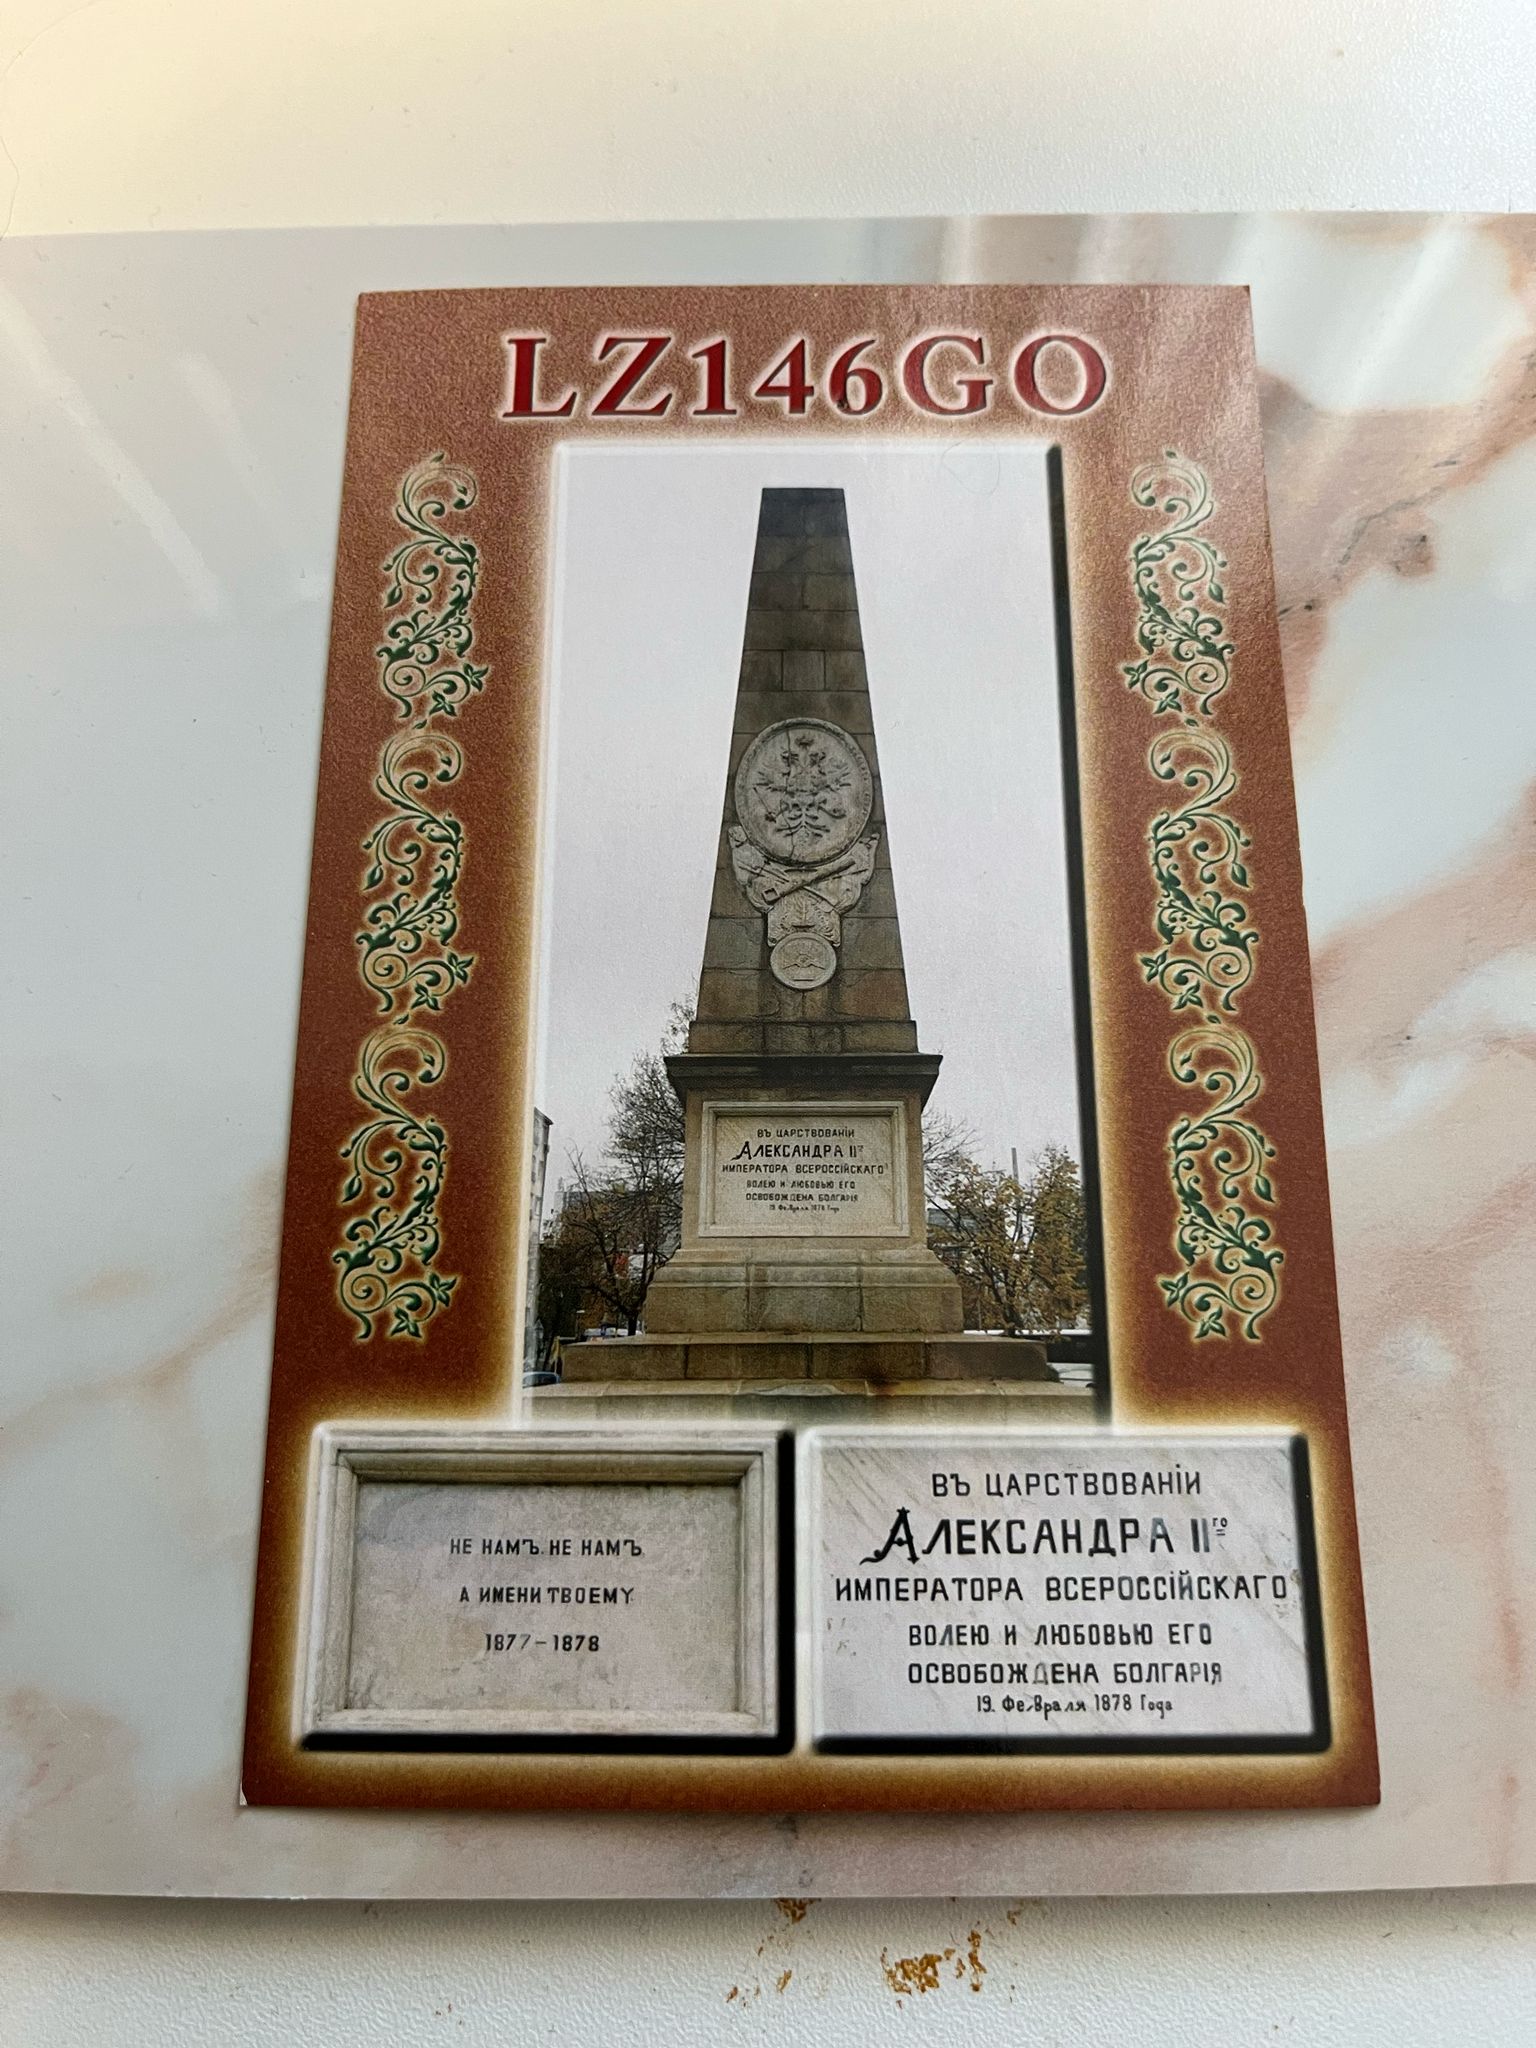 LZ146GO
ВЪ ЦАРСТВОВАНІИ
АЛЕКСАНДРА II го
ИМПЕРАТОРА ВСЕРОССІЙСКАГО
ВОЛЕЮ И ЛЮБОВЬЮ ЕГО
ОСВОБОЖДЕНА БОЛГАРІЯ
19. Февраля 1878 Года
НЕ НАМЪ. НЕ НАМЪ
А ИМЕНИ ТВОЕМУ
1877-1878
ВЪ ЦАРСТВОВАНІИ
АЛЕКСАНДРА II го
ИМПЕРАТОРА ВСЕРОССІЙСКАГО
ВОЛЕЮ И ЛЮБОВЬЮ ЕГО
ОСВОБОЖДЕНА БОЛГАРІЯ
19. Февраля 1878 Года